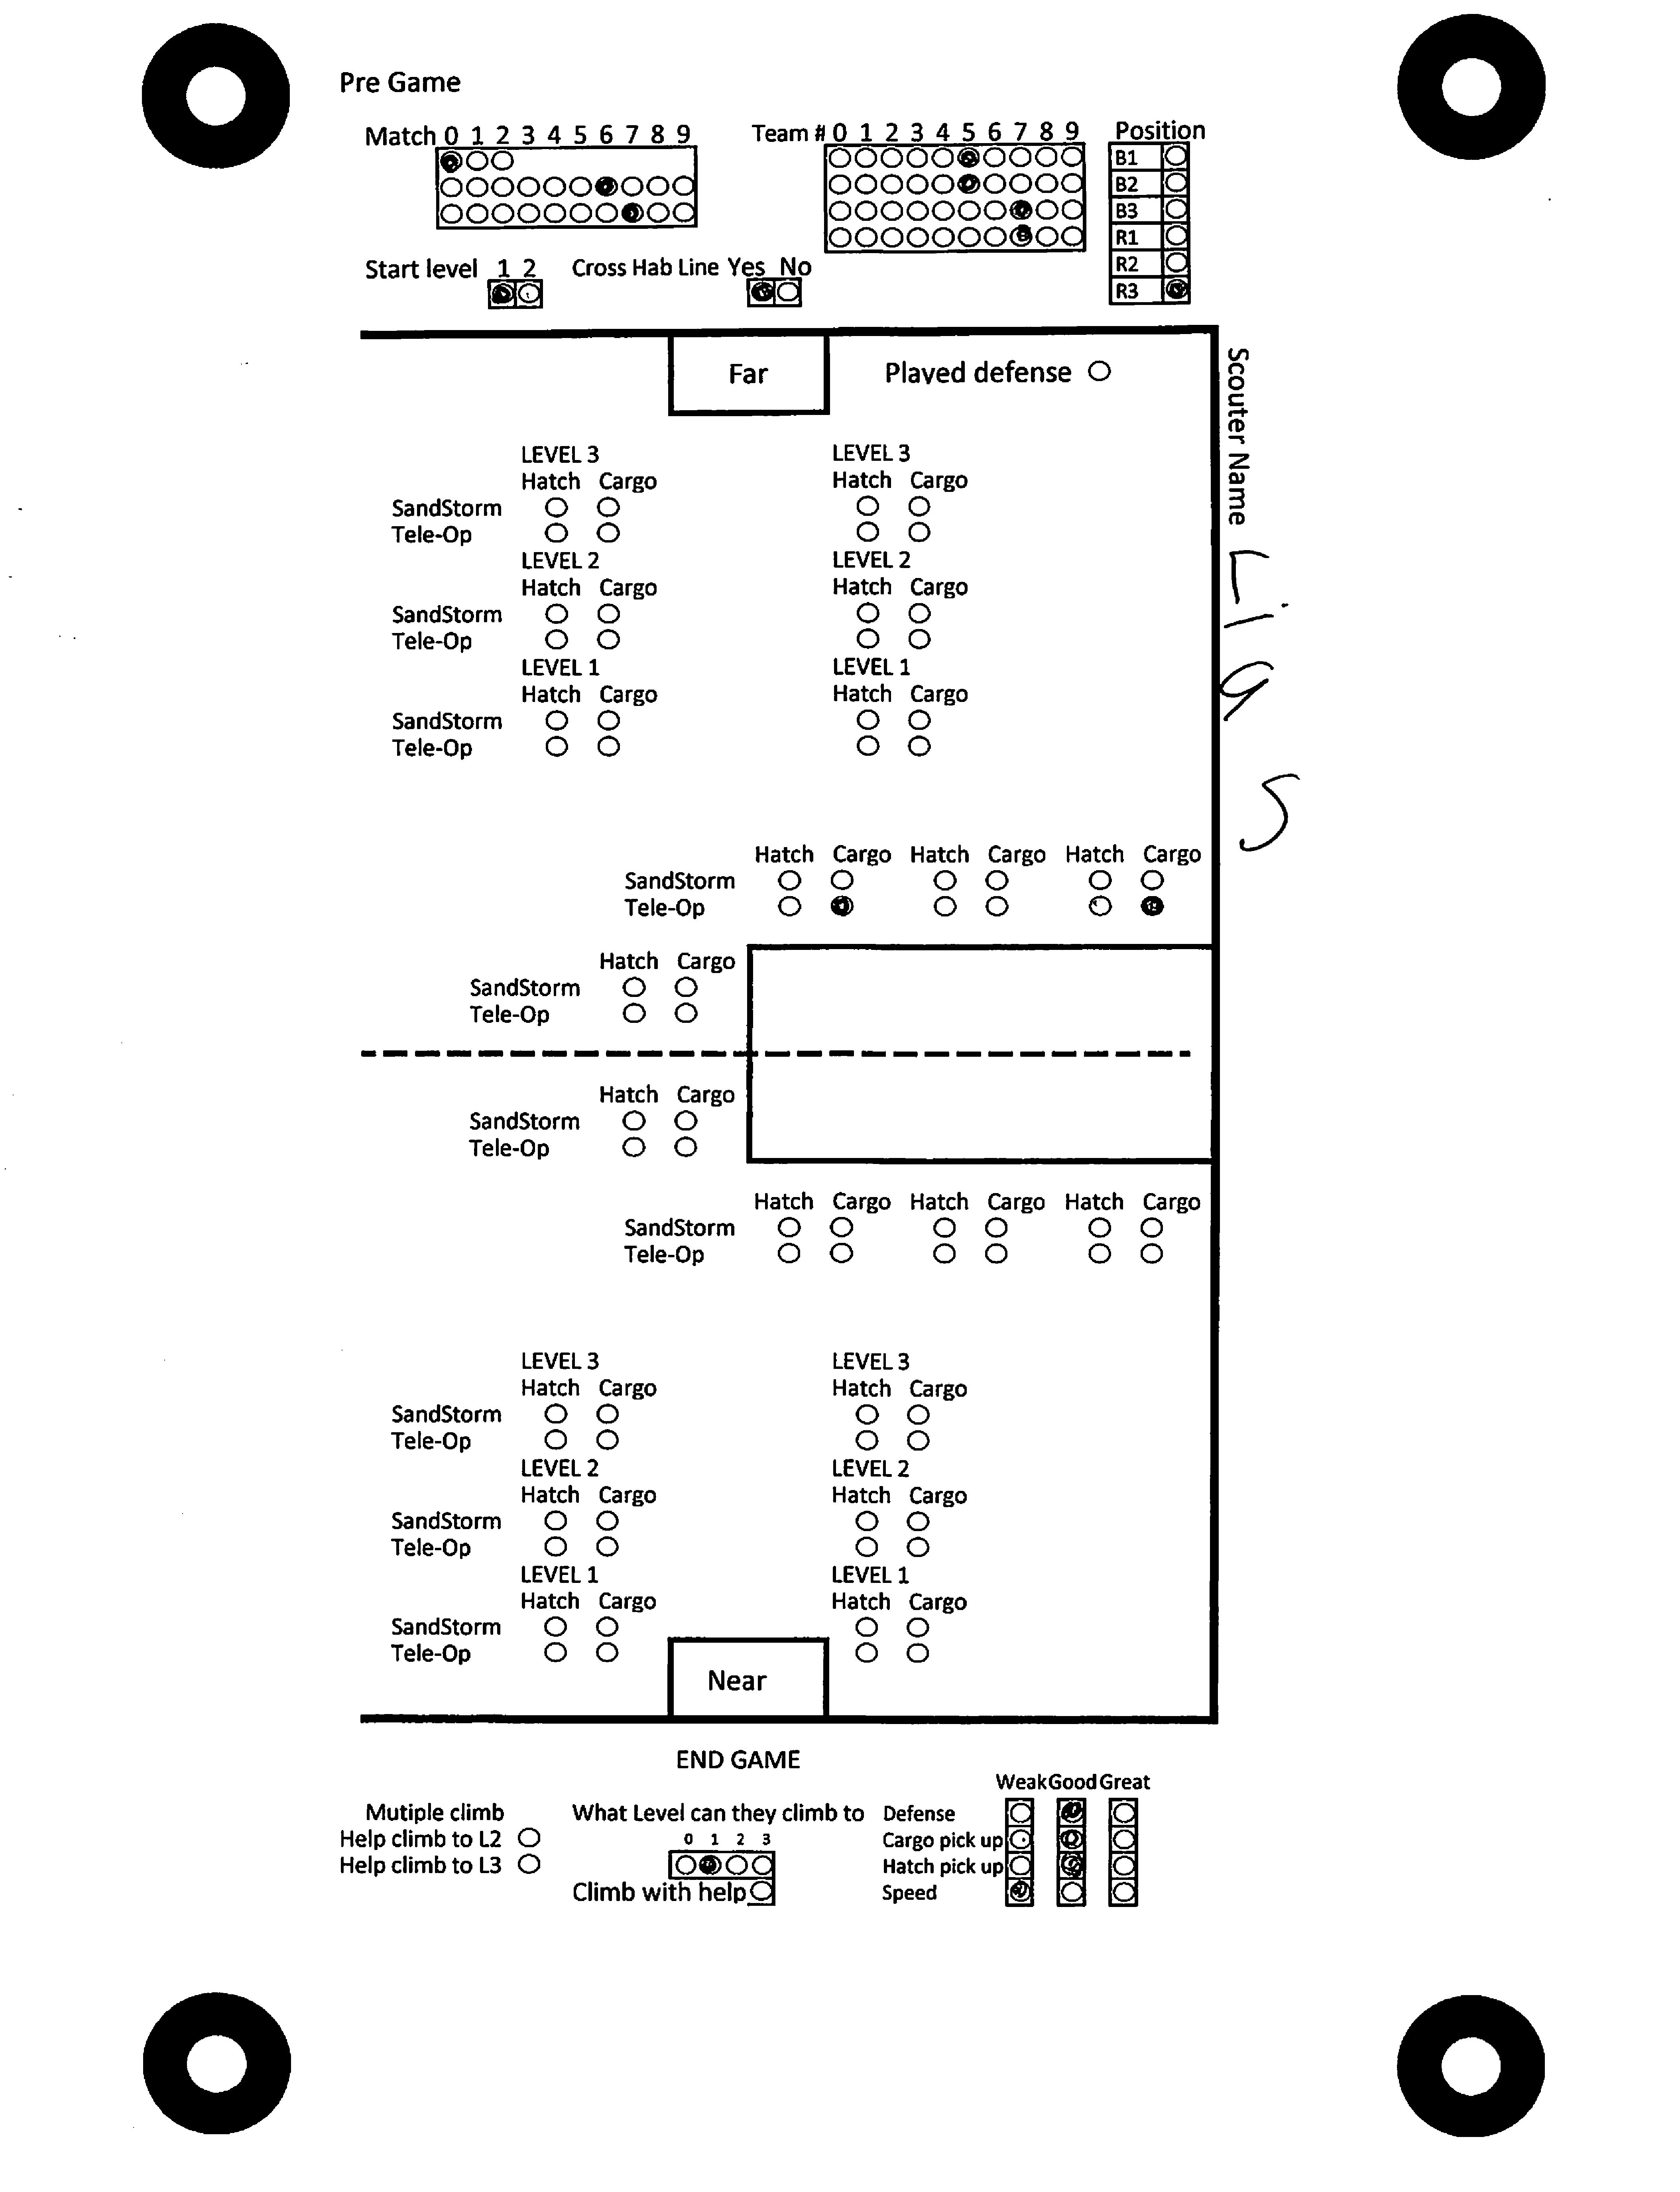 Pre Game
Match 0 1 2 3 4 5 6 7 8 9
Team # 0 1 2 3 4 5 6 7 8 9
Position
B1
B2
B3
R1
R2
R3
Start level 1 2
Cross Hab Line Yes No
Far
Played defense
Scouter Name
LEVEL 3 LEVEL 3
Hatch Cargo Hatch Cargo
SandStorm
Tele-Op
LEVEL 2 LEVEL 2
Hatch Cargo Hatch Cargo
SandStorm
Tele-Op
LEVEL 1 LEVEL 1
Hatch Cargo Hatch Cargo
SandStorm
Tele-Op
Hatch Cargo Hatch Cargo Hatch Cargo
SandStorm
Tele-Op
Hatch Cargo
SandStorm
Tele-Op
Hatch Cargo
SandStorm
Tele-Op
Hatch Cargo Hatch Cargo Hatch Cargo
SandStorm
Tele-Op
LEVEL 3 LEVEL 3
Hatch Cargo Hatch Cargo
SandStorm
Tele-Op
LEVEL 2 LEVEL 2
Hatch Cargo Hatch Cargo
SandStorm
Tele-Op
LEVEL 1 LEVEL 1
Hatch Cargo Hatch Cargo
SandStorm
Tele-Op
Near
END GAME
Mutiple climb
Help climb to L2
Help climb to L3
What Level can they climb to
0 1 2 3
Climb with help
Weak Good Great
Defense
Cargo pick up
Hatch pick up
Speed